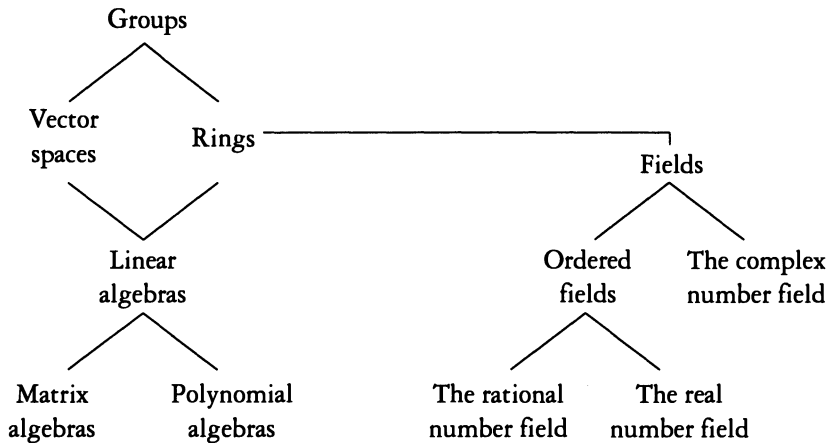 Groups
Vector
spaces
Rings
Fields
Linear
algebras
Ordered
fields
The complex
number field
Matrix
algebras
Polynomial
algebras
The rational
number field
The real
number field